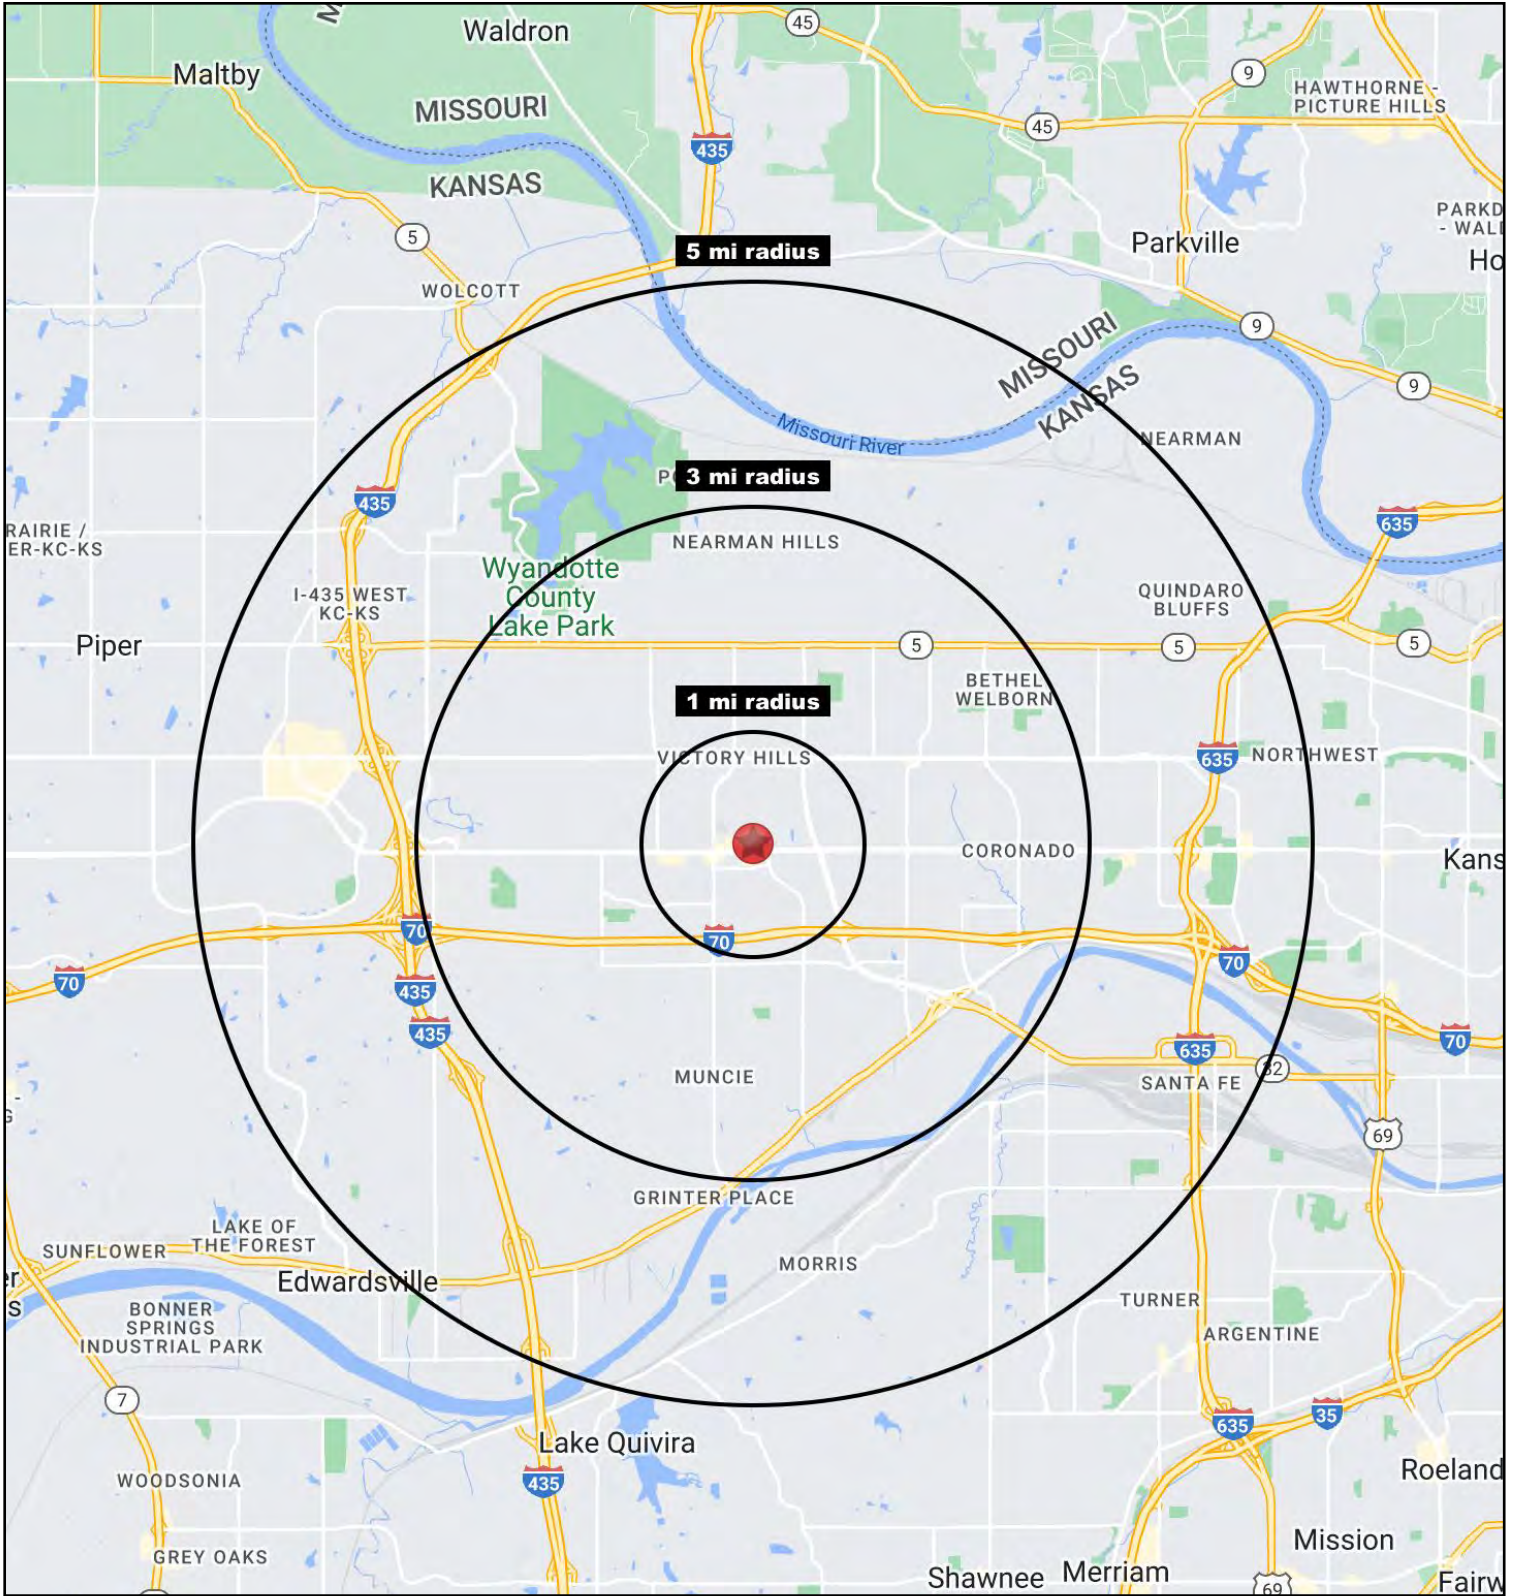 M
Waldron
45
Maltby
9
HAWTHORNE -
PICTURE HILLS
MISSOURI
45
435
KANSAS
PARKD
- WAL
5
Parkville
5 mi radius
Ho
WOLCOTT
MISSOURI
9
KANSAS
9
Missouri River
NEARMAN
3 mi radius
435
635
RAIRIE /
ER-KC-KS
NEARMAN HILLS
Wyandotte
County
Lake Park
I-435 WEST
KC-KS
QUINDARO
BLUFFS
Piper
5
5
5
BETHEL
WELBORN
1 mi radius
VICTORY HILLS
635
NORTHWEST
CORONADO
Kans
70
70
70
70
435
435
70
635
32
MUNCIE
SANTA FE
69
GRINTER PLACE
LAKE OF
THE FOREST
SUNFLOWER
MORRIS
er
Edwardsville
s
BONNER
SPRINGS
INDUSTRIAL PARK
TURNER
ARGENTINE
7
635
35
Lake Quivira
435
WOODSONIA
Roeland
Mission
GREY OAKS
Shawnee
Merriam
69
Fairw